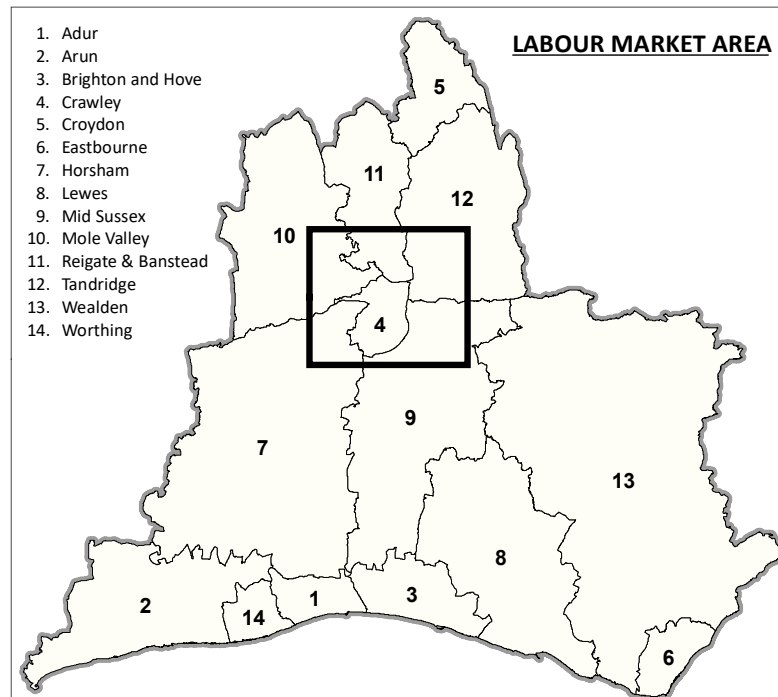 LABOUR MARKET AREA
1. Adur
2. Arun
3. Brighton and Hove
4. Crawley
5. Croydon
6. Eastbourne
7. Horsham
8. Lewes
9. Mid Sussex
10. Mole Valley
11. Reigate & Banstead
12. Tandridge
13. Wealden
14. Worthing
5
11
12
10
4
9
7
13
8
2
14
1
3
6